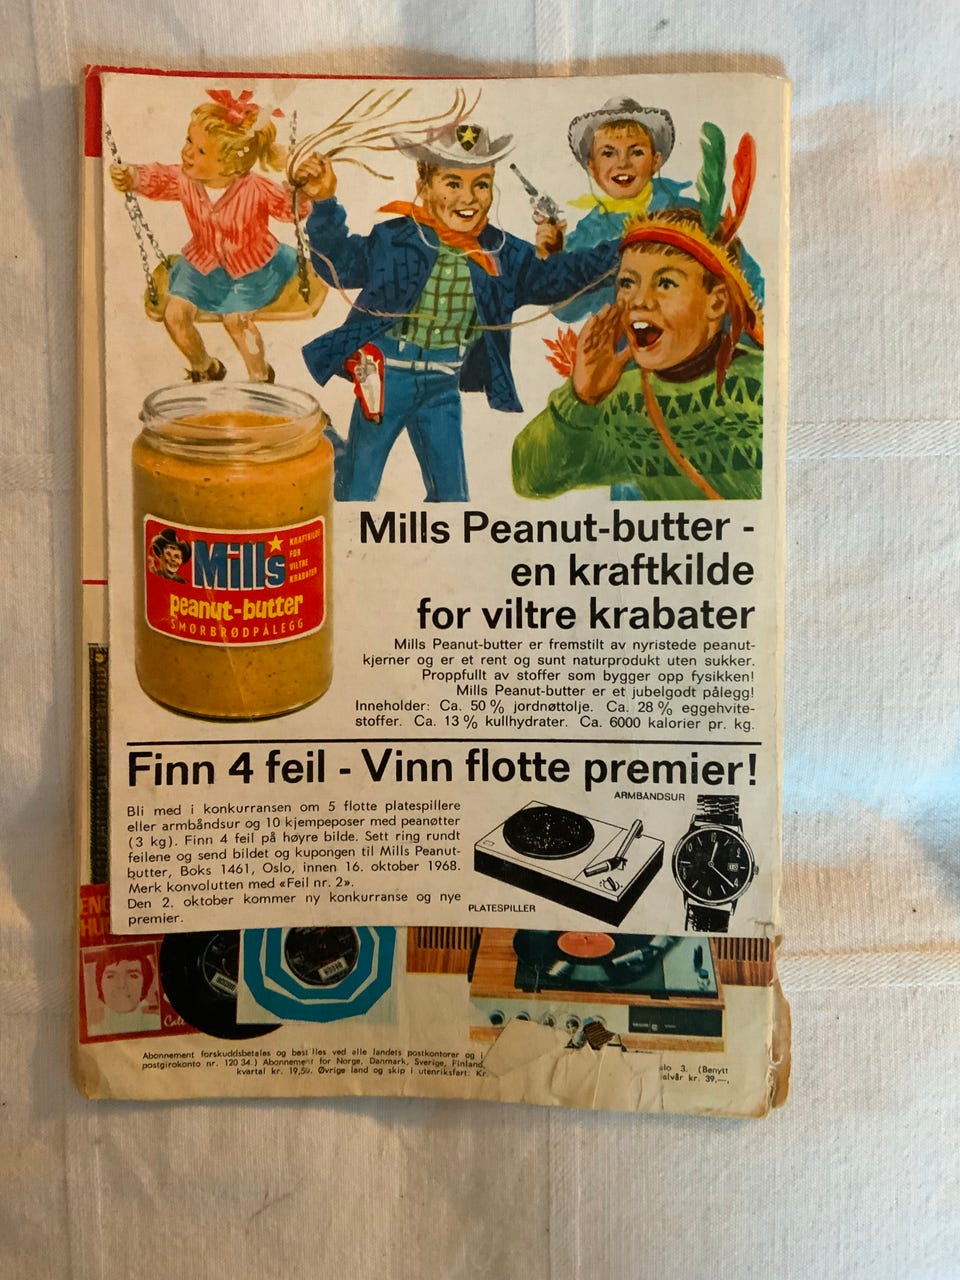 Mills
KRAFTKILDE
FOR
VILTRE
KRABATER
peanut-butter
SMØRBRØDPÅLEGG
Mills Peanut-butter -
en kraftkilde
for viltre krabater
Mills Peanut-butter er fremstilt av nyristede peanut-
kjerner og er et rent og sunt naturprodukt uten sukker.
Proppfullt av stoffer som bygger opp fysikken!
Mills Peanut-butter er et jubelgodt pålegg!
Inneholder: Ca. 50 % jordnøttolje. Ca. 28 % eggehvite-
stoffer. Ca. 13 % kullhydrater. Ca. 6000 kalorier pr. kg.
Finn 4 feil - Vinn flotte premier!
Bli med i konkurransen om 5 flotte platespillere
eller armbåndsur og 10 kjempeposer med peanøtter
(3 kg). Finn 4 feil på høyre bilde. Sett ring rundt
feilene og send bildet og kupongen til Mills Peanut-
butter, Boks 1461, Oslo, innen 16. oktober 1968.
Merk konvolutten med «Feil nr. 2».
Den 2. oktober kommer ny konkurranse og nye
premier.
ARMBÅNDSUR
PLATESPILLER
Abonnement forskuddsbetales og bestilles ved alle landets postkontorer og i
postgirokonto nr. 120 34.) Abonnement for Norge, Danmark, Sverige, Finland,
kvartal kr. 19,50. Øvrige land og skip i utenriksfart: Kr.
slo 3. (Benytt
alvår kr. 39,—,